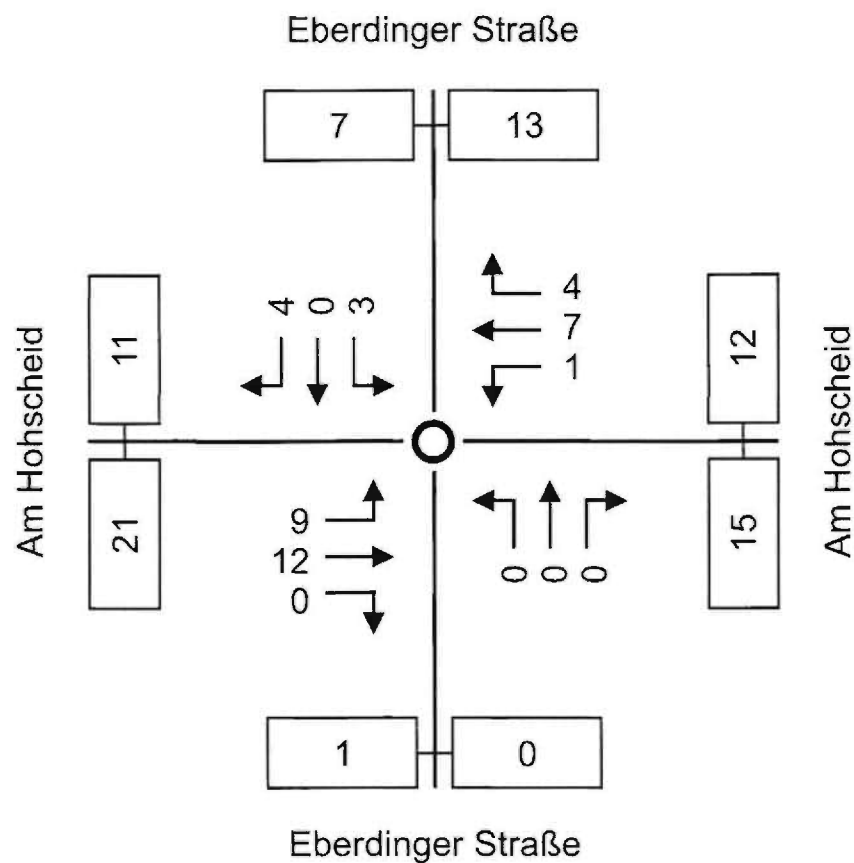 Eberdinger Straße
7 13
4 0 3
4
7
1
Am Hohscheid
11
21
12
15
Am Hohscheid
9
12
0
0 0 0
1 0
Eberdinger Straße